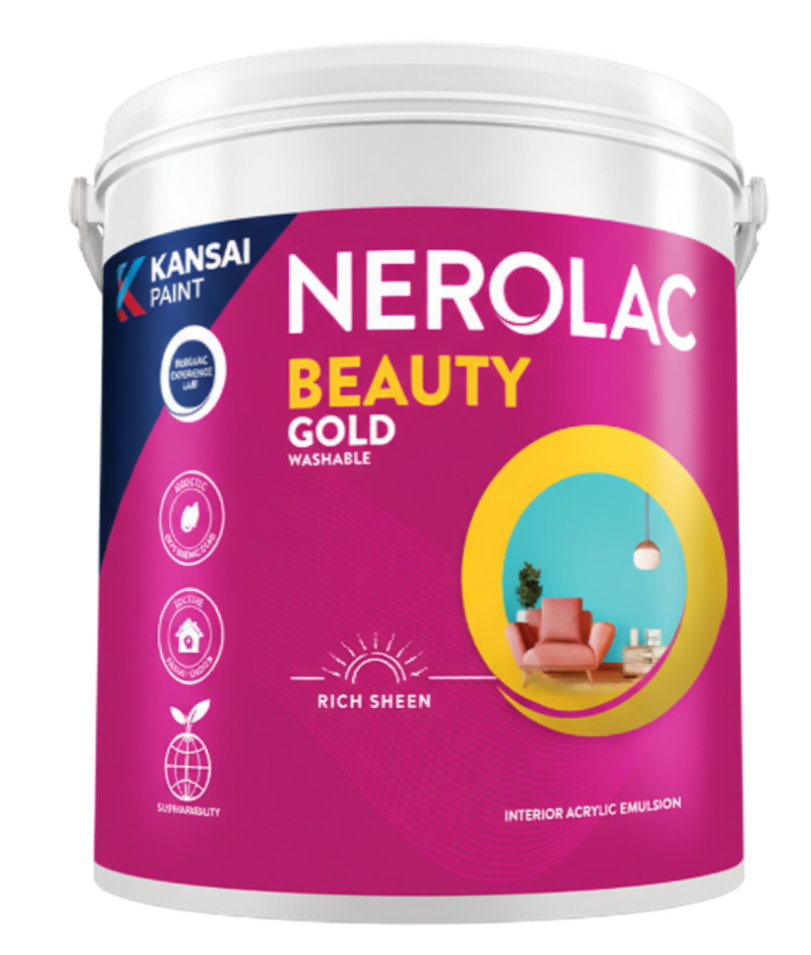 KANSAI
PAINT
NEROLAC
BEAUTY
GOLD
WASHABLE
RICH SHEEN
INTERIOR ACRYLIC EMULSION